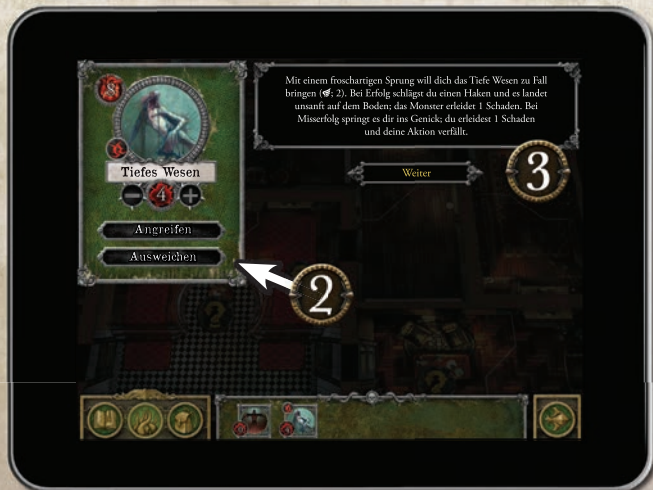 8
Tiefes Wesen
4
Angreifen
Ausweichen
Mit einem froschartigen Sprung will dich das Tiefe Wesen zu Fall
bringen (; 2). Bei Erfolg schlägst du einen Haken und es landet
unsanft auf dem Boden; das Monster erleidet 1 Schaden. Bei
Misserfolg springt es dir ins Genick; du erleidest 1 Schaden
und deine Aktion verfällt.
Weiter
3
2